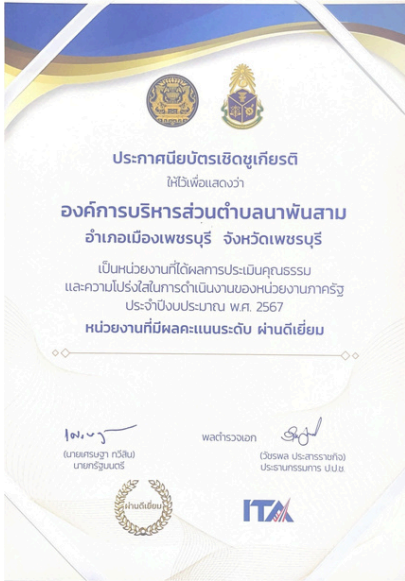 ประกาศนียบัตรเชิดชูเกียรติ
ให้ไว้เพื่อแสดงว่า
องค์การบริหารส่วนตำบลนาพันสาม
อำเภอเมืองเพชรบุรี จังหวัดเพชรบุรี
เป็นหน่วยงานที่ได้ผลการประเมินคุณธรรม
และความโปร่งใสในการดำเนินงานของหน่วยงานภาครัฐ
ประจำปีงบประมาณ พ.ศ. 2567
หน่วยงานที่มีผลคะแนนระดับ ผ่านดีเยี่ยม
พลตำรวจเอก
(นายเศรษฐา ทวีสิน)
นายกรัฐมนตรี
(วัชรพล ประสารราชกิจ)
ประธานกรรมการ ป.ป.ช.
ผ่านดีเยี่ยม
ITA